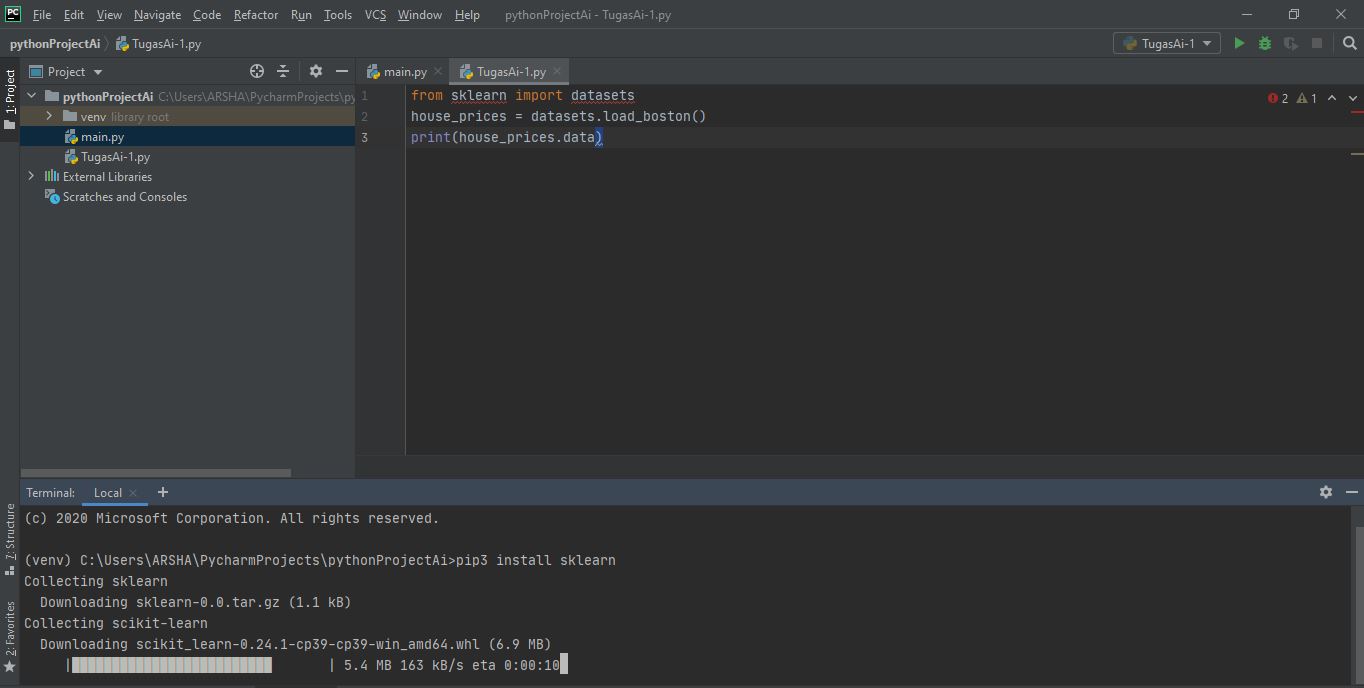 PC File Edit View Navigate Code Refactor Run Tools VCS Window Help pythonProjectAi - TugasAi-1.py
pythonProjectAi TugasAi-1.py TugasAi-1
1: Project
Project
main.py TugasAi-1.py
pythonProjectAi C:\Users\ARSHA\PycharmProjects\py
venv library root
main.py
TugasAi-1.py
External Libraries
Scratches and Consoles
1 from sklearn import datasets
2 house_prices = datasets.load_boston()
3 print(house_prices.data)
2 1
7: Structure
2: Favorites
Terminal: Local +
(c) 2020 Microsoft Corporation. All rights reserved.
(venv) C:\Users\ARSHA\PycharmProjects\pythonProjectAi>pip3 install sklearn
Collecting sklearn
Downloading sklearn-0.0.tar.gz (1.1 kB)
Collecting scikit-learn
Downloading scikit_learn-0.24.1-cp39-cp39-win_amd64.whl (6.9 MB)
| | 5.4 MB 163 kB/s eta 0:00:10